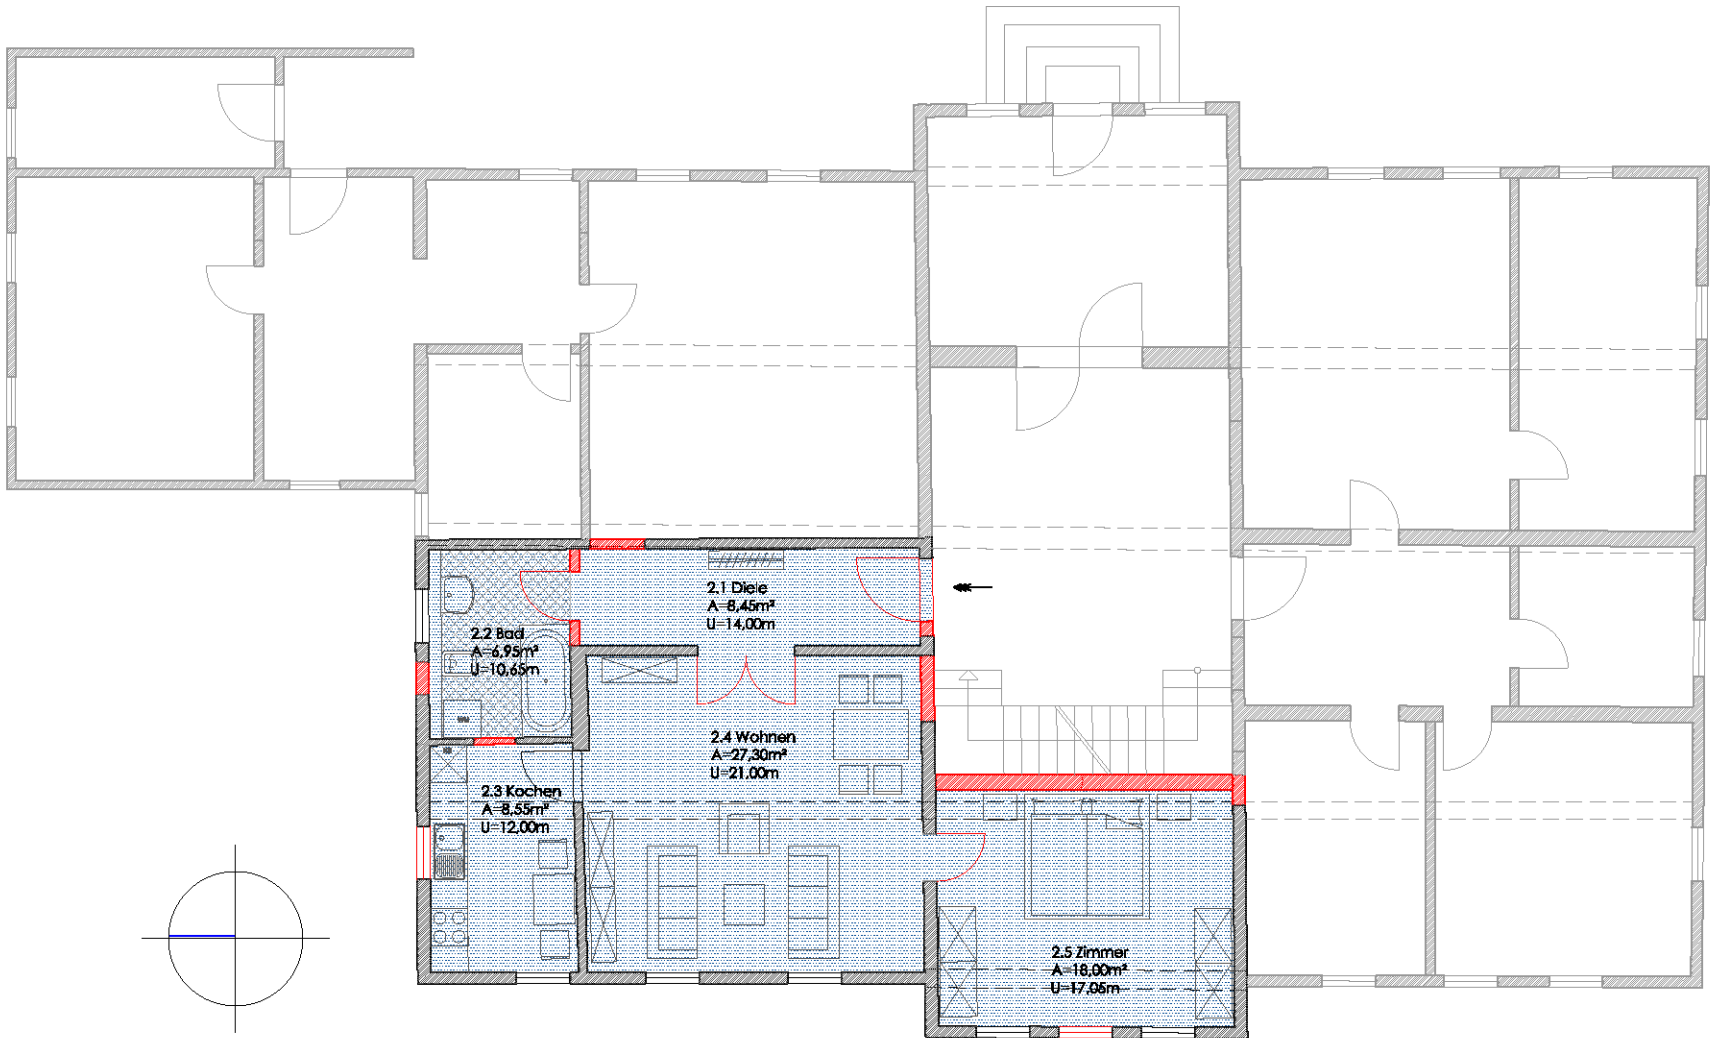 2.1 Diele
A=8,45m²
U=14,00m
2.2 Bad
A=6,95m²
U=10,65m
2.4 Wohnen
A=27,30m²
U=21,00m
2.3 Kochen
A=8,55m²
U=12,00m
2.5 Zimmer
A=18,00m²
U=17,05m